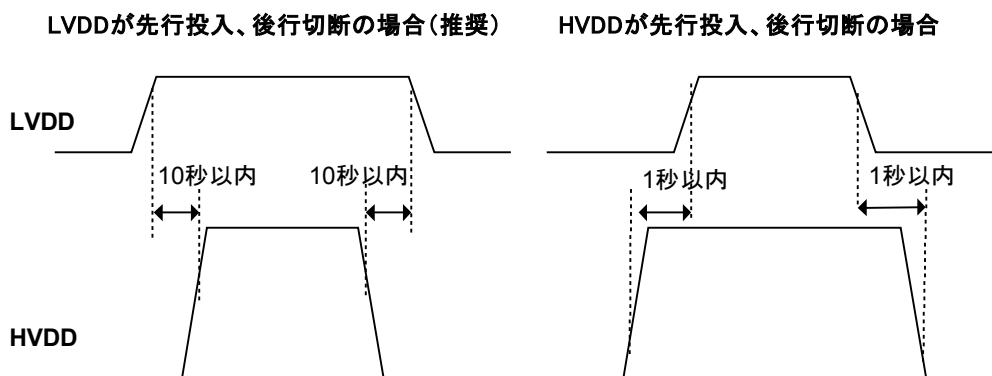 LVDDが先行投入、後行切断の場合(推奨)
HVDDが先行投入、後行切断の場合
LVDD
10秒以内
10秒以内
1秒以内
1秒以内
HVDD